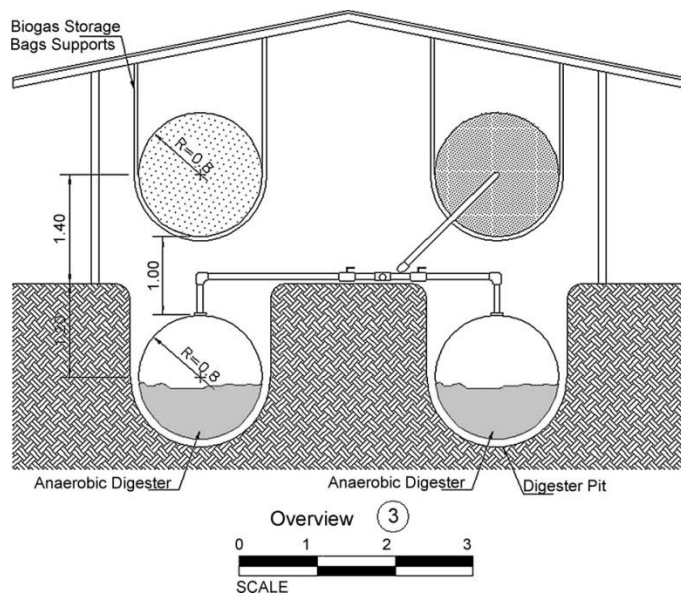 Biogas Storage
Bags Supports
R=0.8
1.40
1.00
1.20
R=0.8
Anaerobic Digester
Anaerobic Digester
Digester Pit
Overview 3
0 1 2 3
SCALE